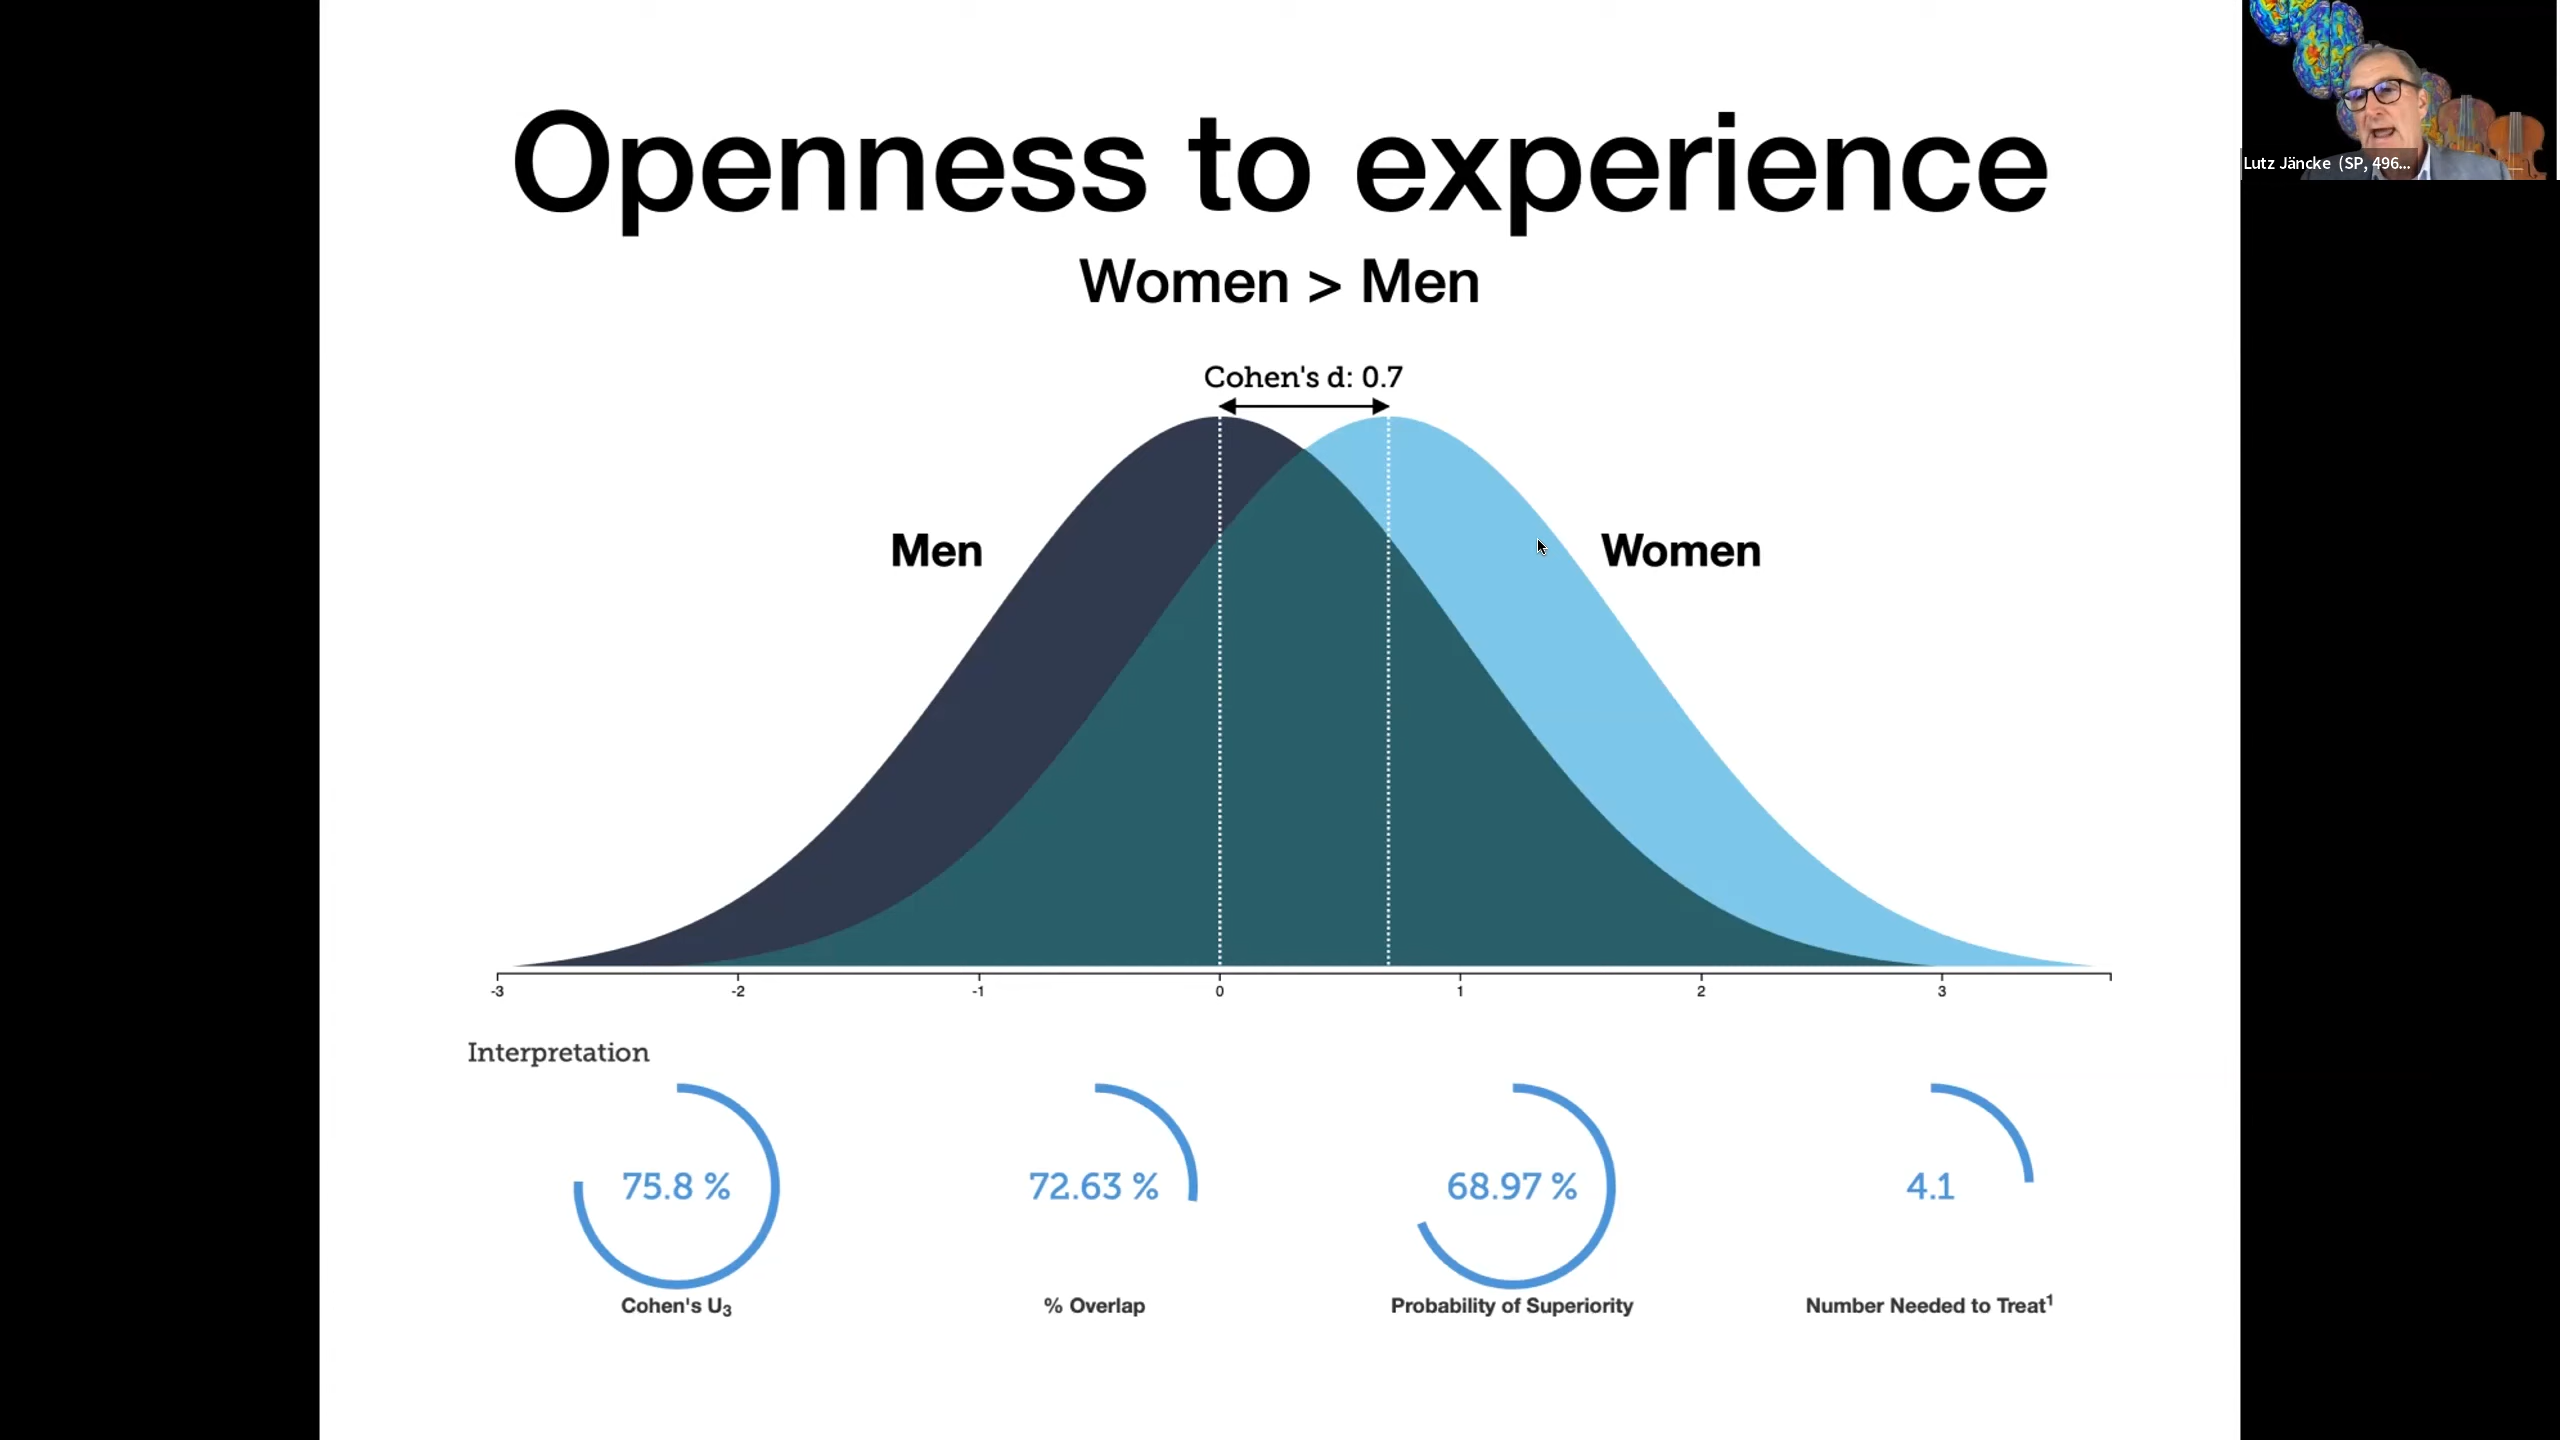 Openness to experience
Women > Men
Cohen's d: 0.7
Men
Women
-3 -2 -1 0 1 2 3
Interpretation
75.8 % 72.63 % 68.97 % 4.1
Cohen's U₃ % Overlap Probability of Superiority Number Needed to Treat¹
Lutz Jäncke (SP, 496...